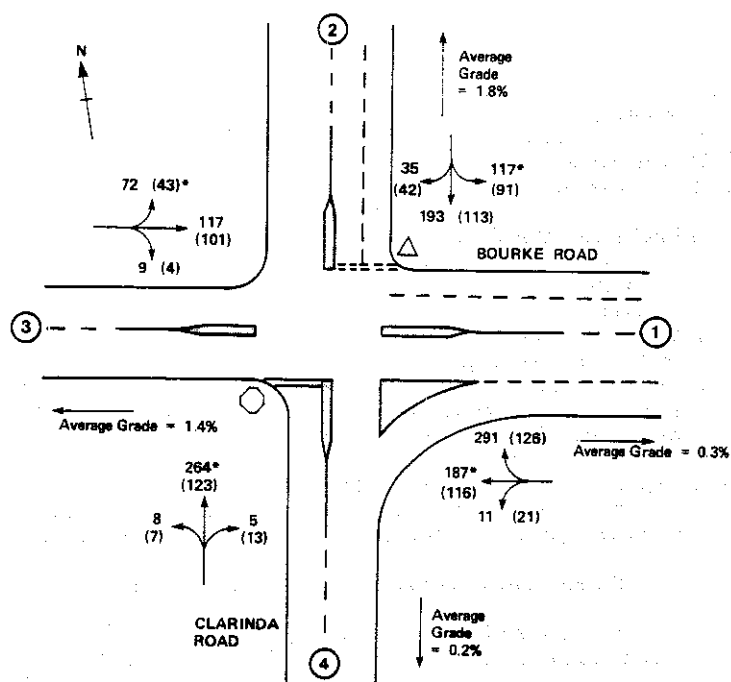 2
N
Average
Grade
= 1.8%
72 (43)*
117
(101)
9 (4)
35
(42)
117*
(91)
193 (113)
BOURKE ROAD
3
1
Average Grade = 1.4%
291 (126)
Average Grade = 0.3%
187*
(116)
11 (21)
264*
(123)
8
(7)
5
(13)
CLARINDA
ROAD
Average
Grade
= 0.2%
4